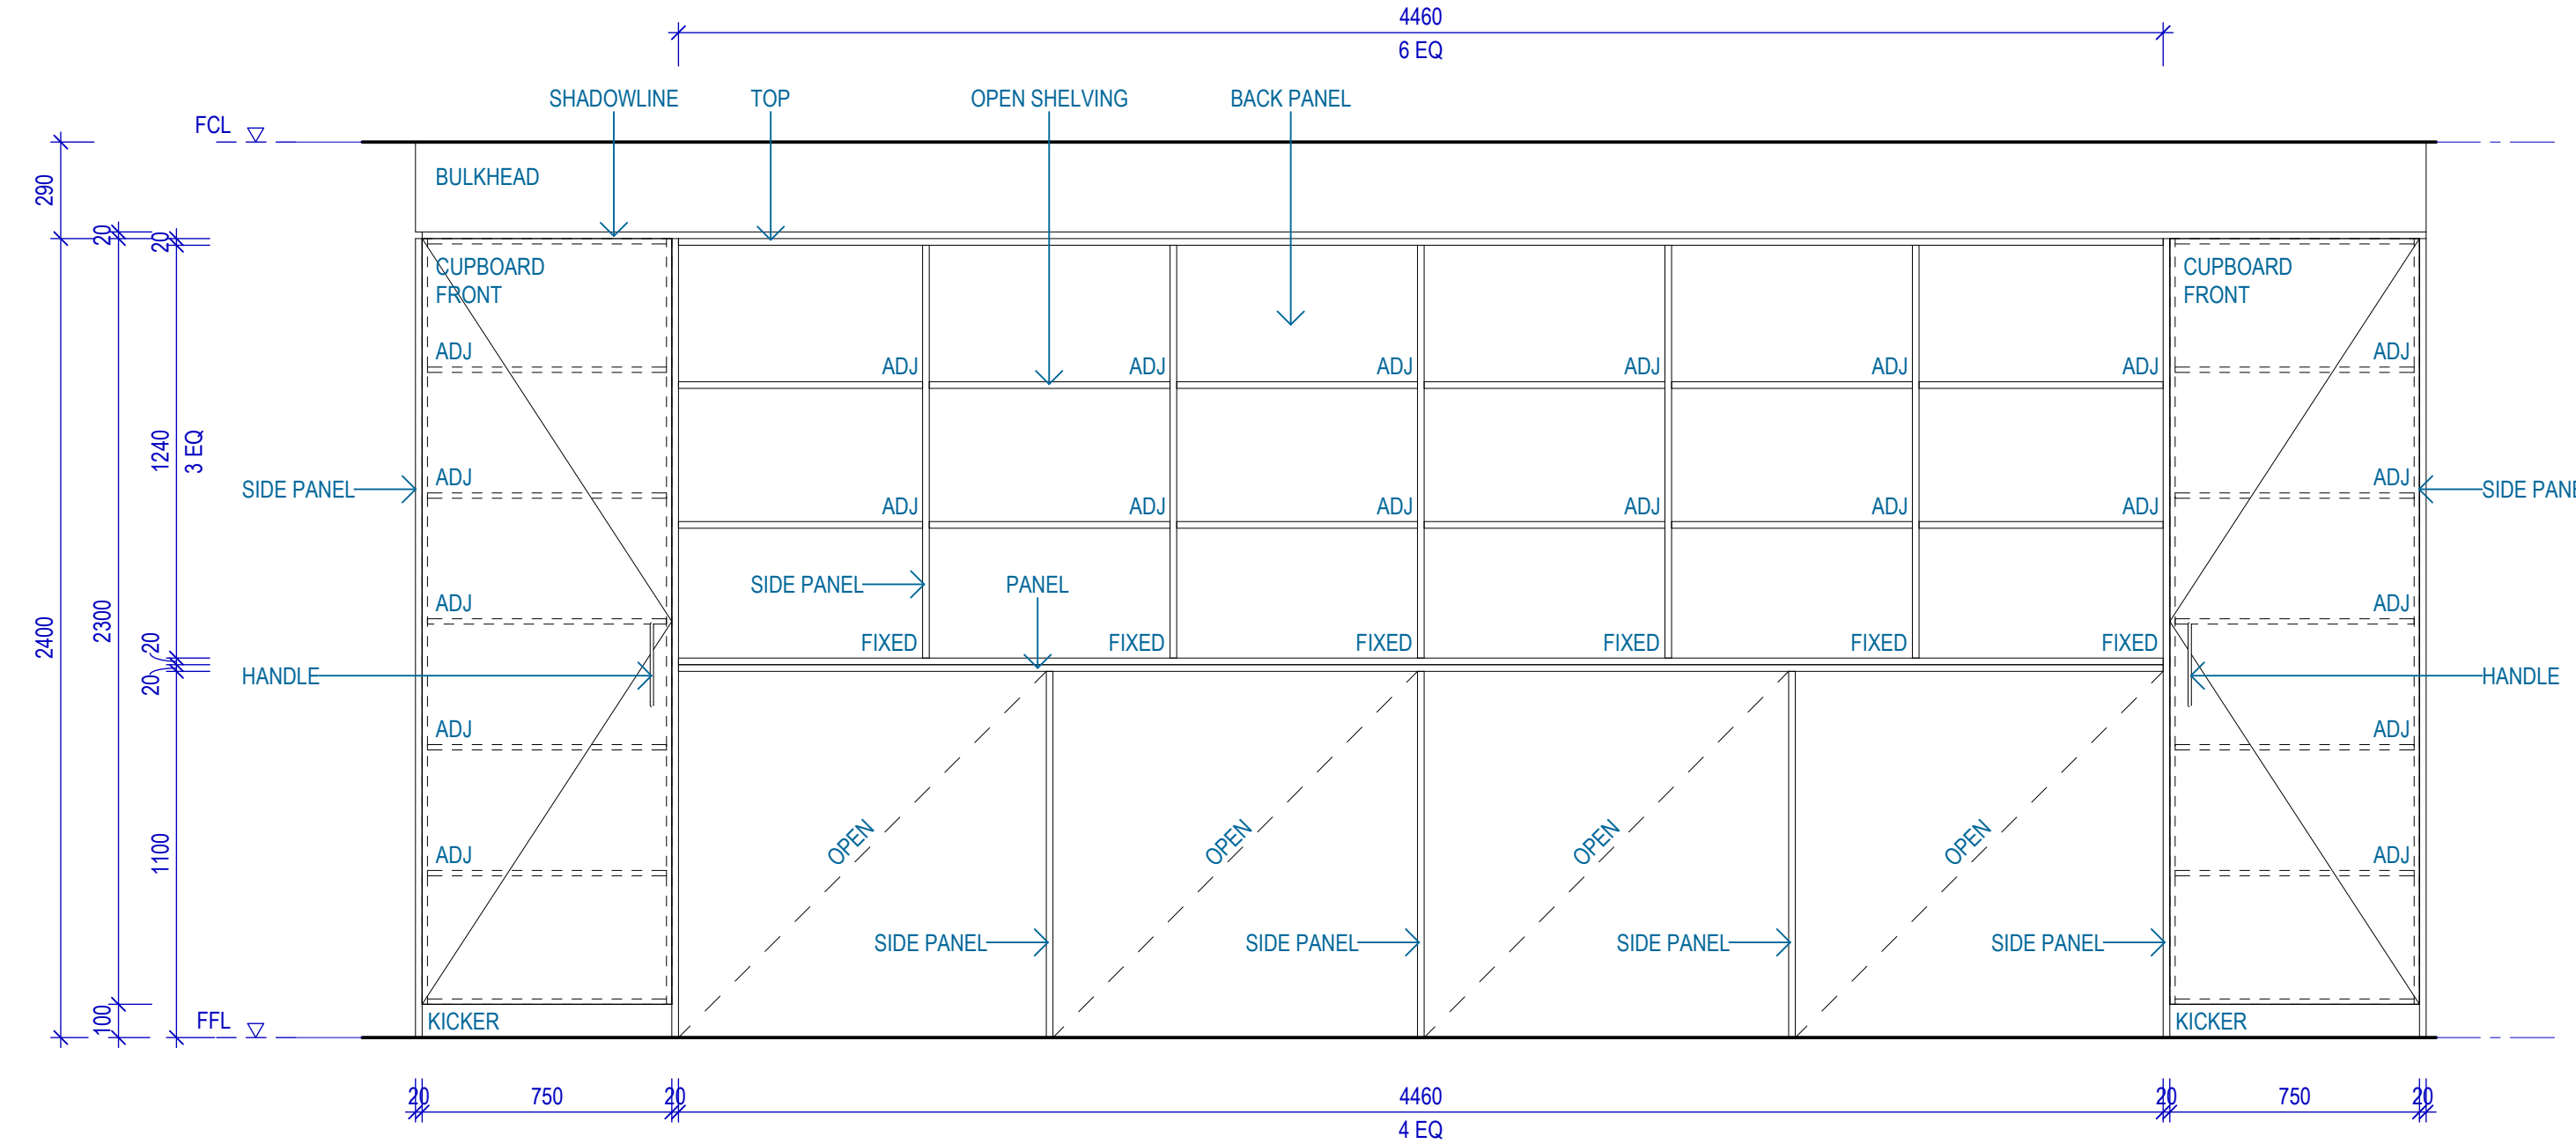 4460
6 EQ
SHADOWLINE
TOP
OPEN SHELVING
BACK PANEL
FCL
BULKHEAD
290
20
20
CUPBOARD
FRONT
CUPBOARD
FRONT
ADJ
ADJ
ADJ
ADJ
ADJ
ADJ
ADJ
ADJ
1240
3 EQ
SIDE PANEL
ADJ
ADJ
SIDE PANE
ADJ
ADJ
ADJ
ADJ
ADJ
ADJ
SIDE PANEL
PANEL
ADJ
ADJ
2400
2300
20
20
FIXED
FIXED
FIXED
FIXED
FIXED
FIXED
HANDLE
HANDLE
ADJ
ADJ
1100
OPEN
OPEN
OPEN
OPEN
ADJ
ADJ
SIDE PANEL
SIDE PANEL
SIDE PANEL
SIDE PANEL
100
FFL
KICKER
KICKER
20
750
20
4460
20
750
20
4 EQ